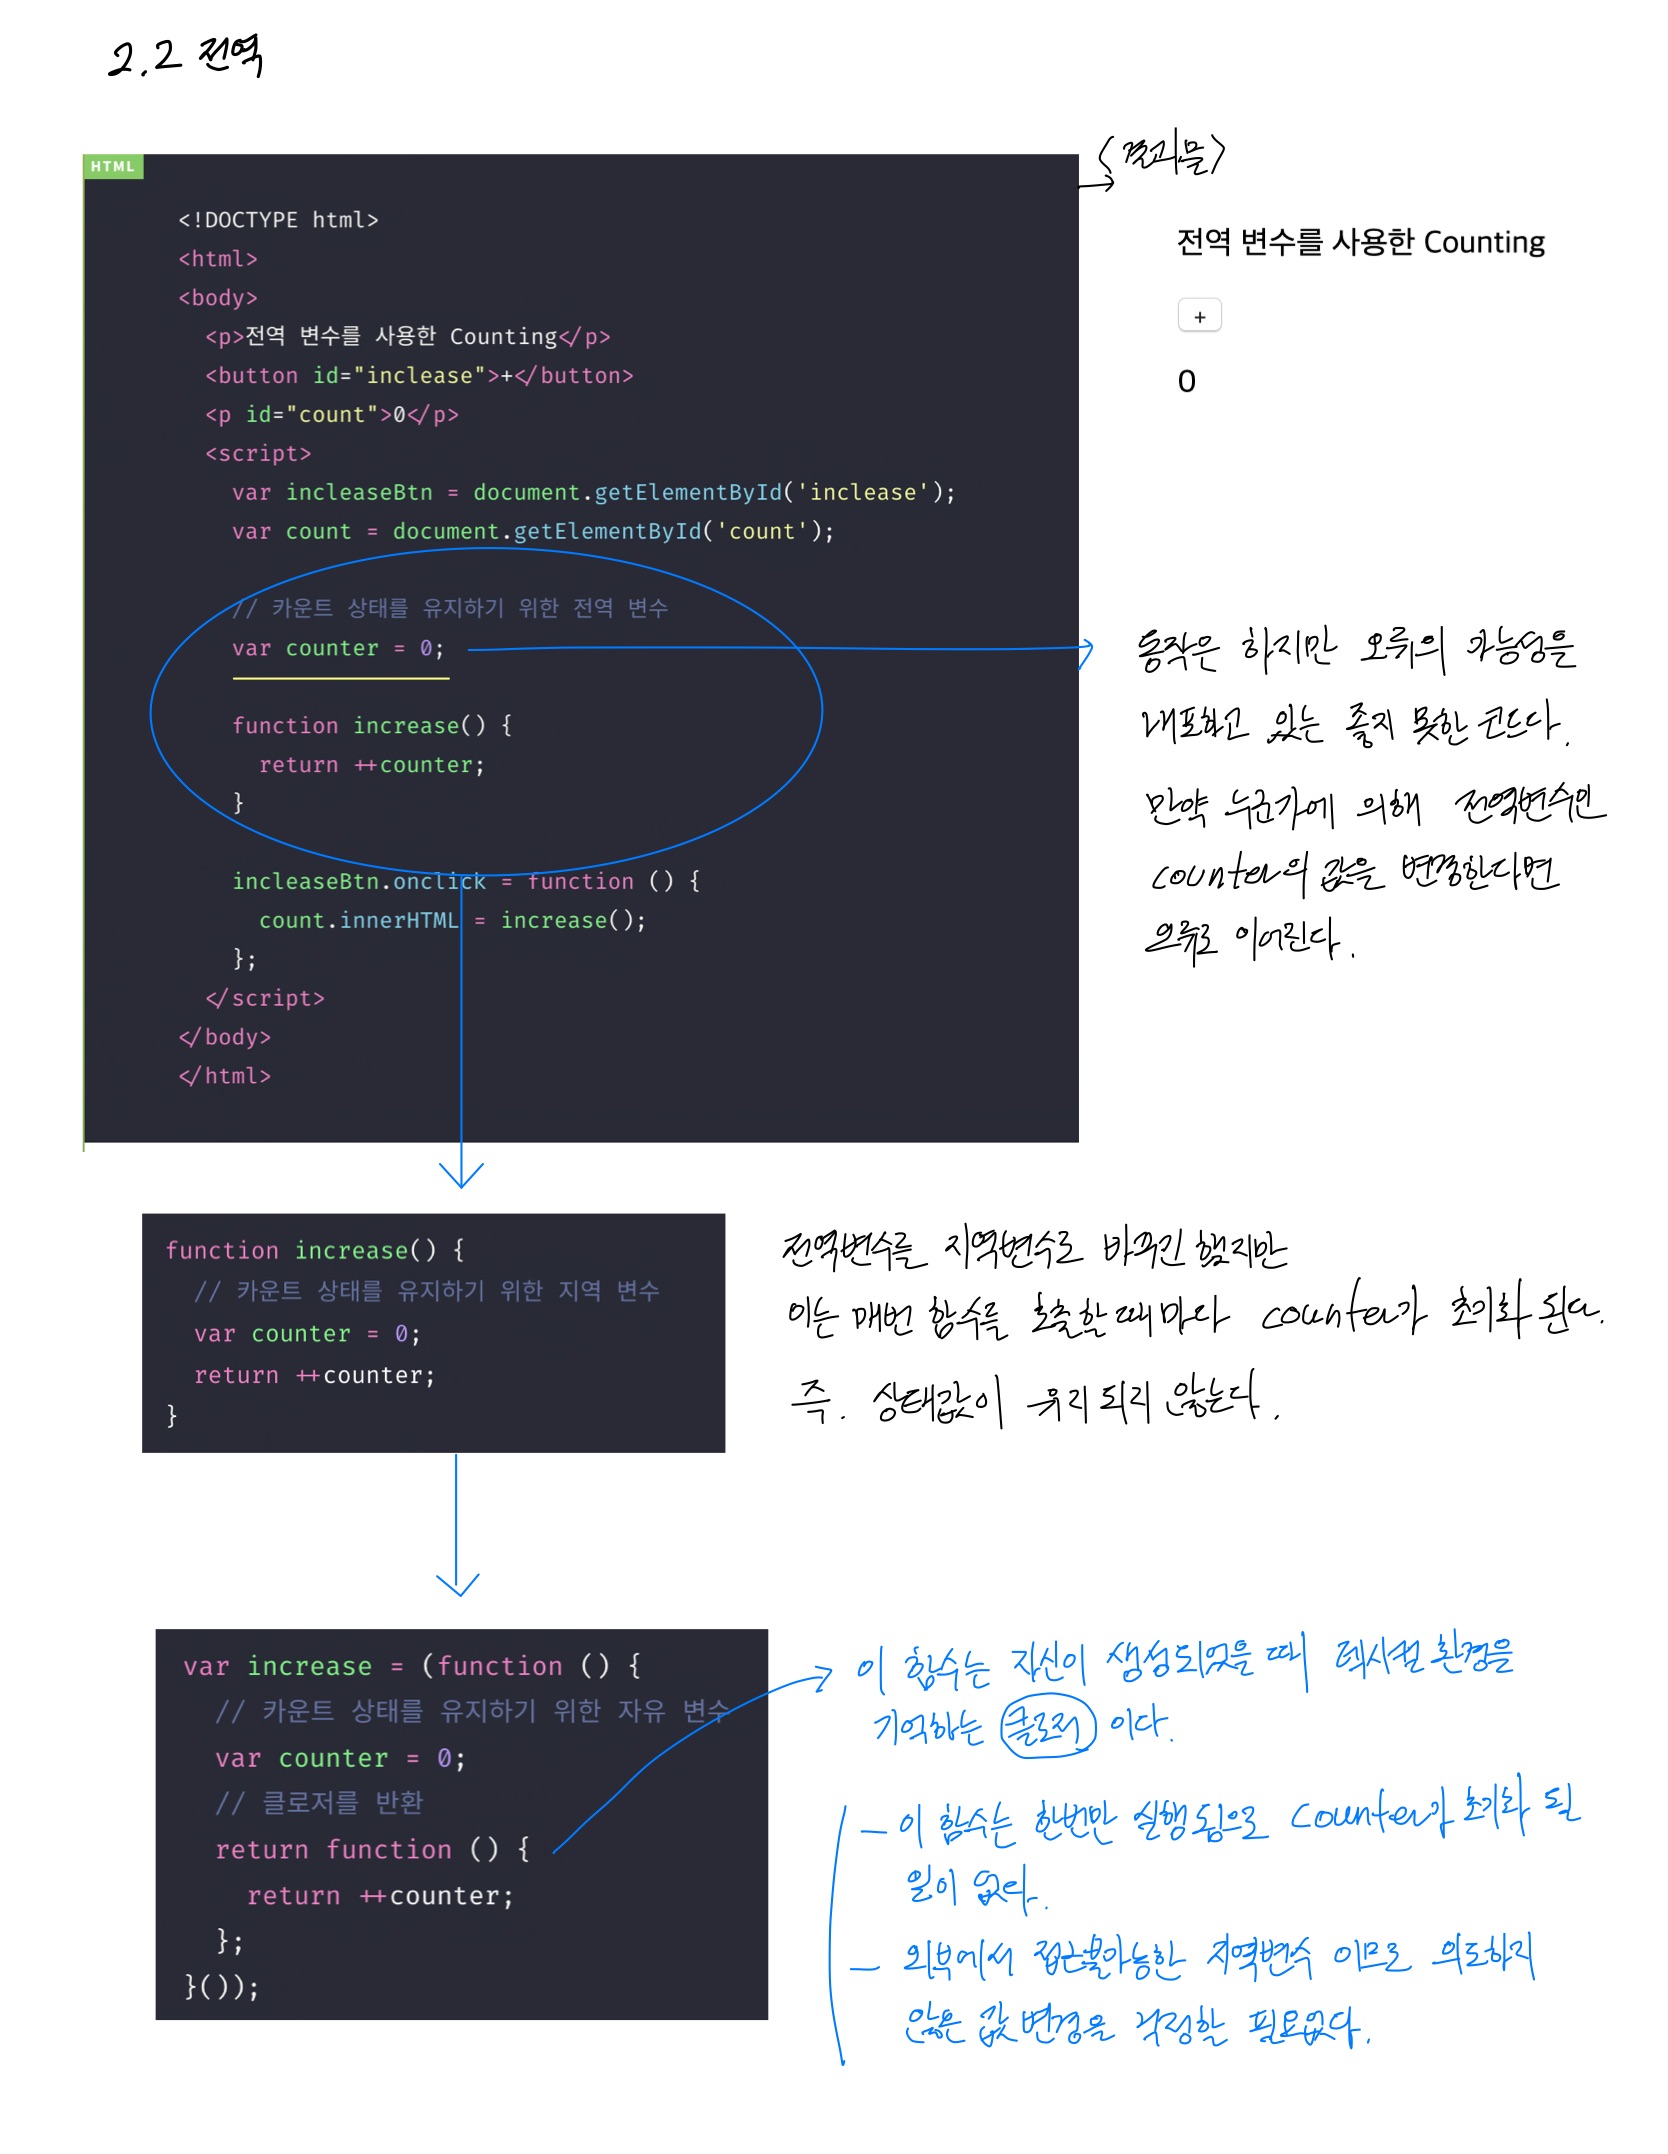 2.2 전역
HTML
<!DOCTYPE html>
<html>
<body>
<p>전역 변수를 사용한 Counting</p>
<button id="inclease">+</button>
<p id="count">0</p>
<script>
var incleaseBtn = document.getElementById('inclease');
var count = document.getElementById('count');
// 카운트 상태를 유지하기 위한 전역 변수
var counter = 0;
function increase() {
return ++counter;
}
incleaseBtn.onclick = function () {
count.innerHTML = increase();
};
</script>
</body>
</html>
<결과물>
전역 변수를 사용한 Counting
+
0
동작은 하지만 오류의 가능성을
내포하고 있는 좋지 못한 코드다.
만약 누군가에 의해 전역변수인
counter의 값을 변경한다면
오류로 이어진다.
function increase() {
// 카운트 상태를 유지하기 위한 지역 변수
var counter = 0;
return ++counter;
}
전역변수를 지역변수로 바꾸긴 했지만
이는 매번 함수를 호출할때마다 counter가 초기화 된다.
즉. 상태값이 유지되지 않는다.
var increase = (function () {
// 카운트 상태를 유지하기 위한 자유 변수
var counter = 0;
// 클로저를 반환
return function () {
return ++counter;
};
}());
이 함수는 자신이 생성되었을 때 렉시컬 환경을
기억하는 클로저 이다.
- 이 함수는 한번만 실행됨으로 counter가 초기화 될
일이 없다.
- 외부에서 접근불가능한 지역변수 이므로 의도하지
않은 값 변경을 걱정할 필요없다.